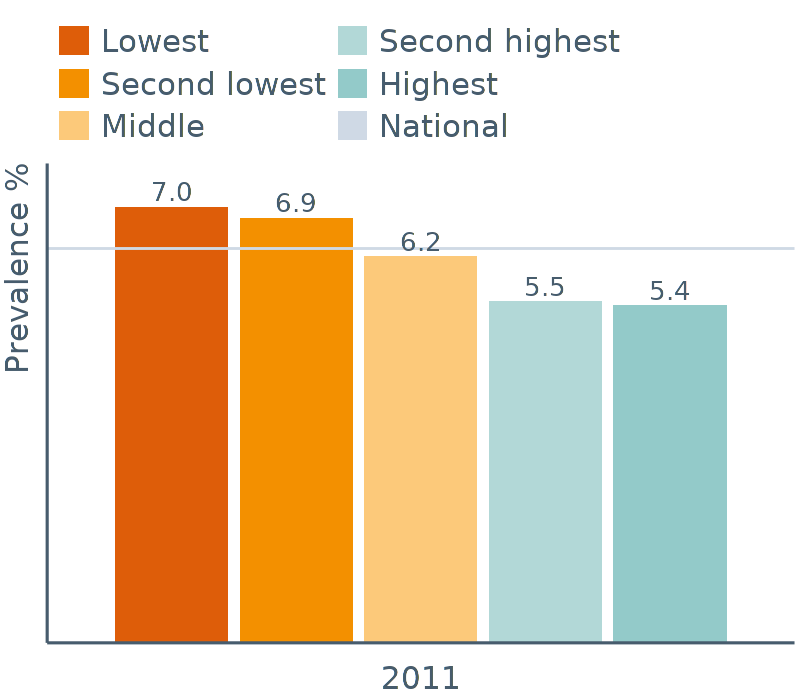 Lowest
Second lowest
Middle
Second highest
Highest
National
Prevalence %
7.0
6.9
6.2
5.5
5.4
2011